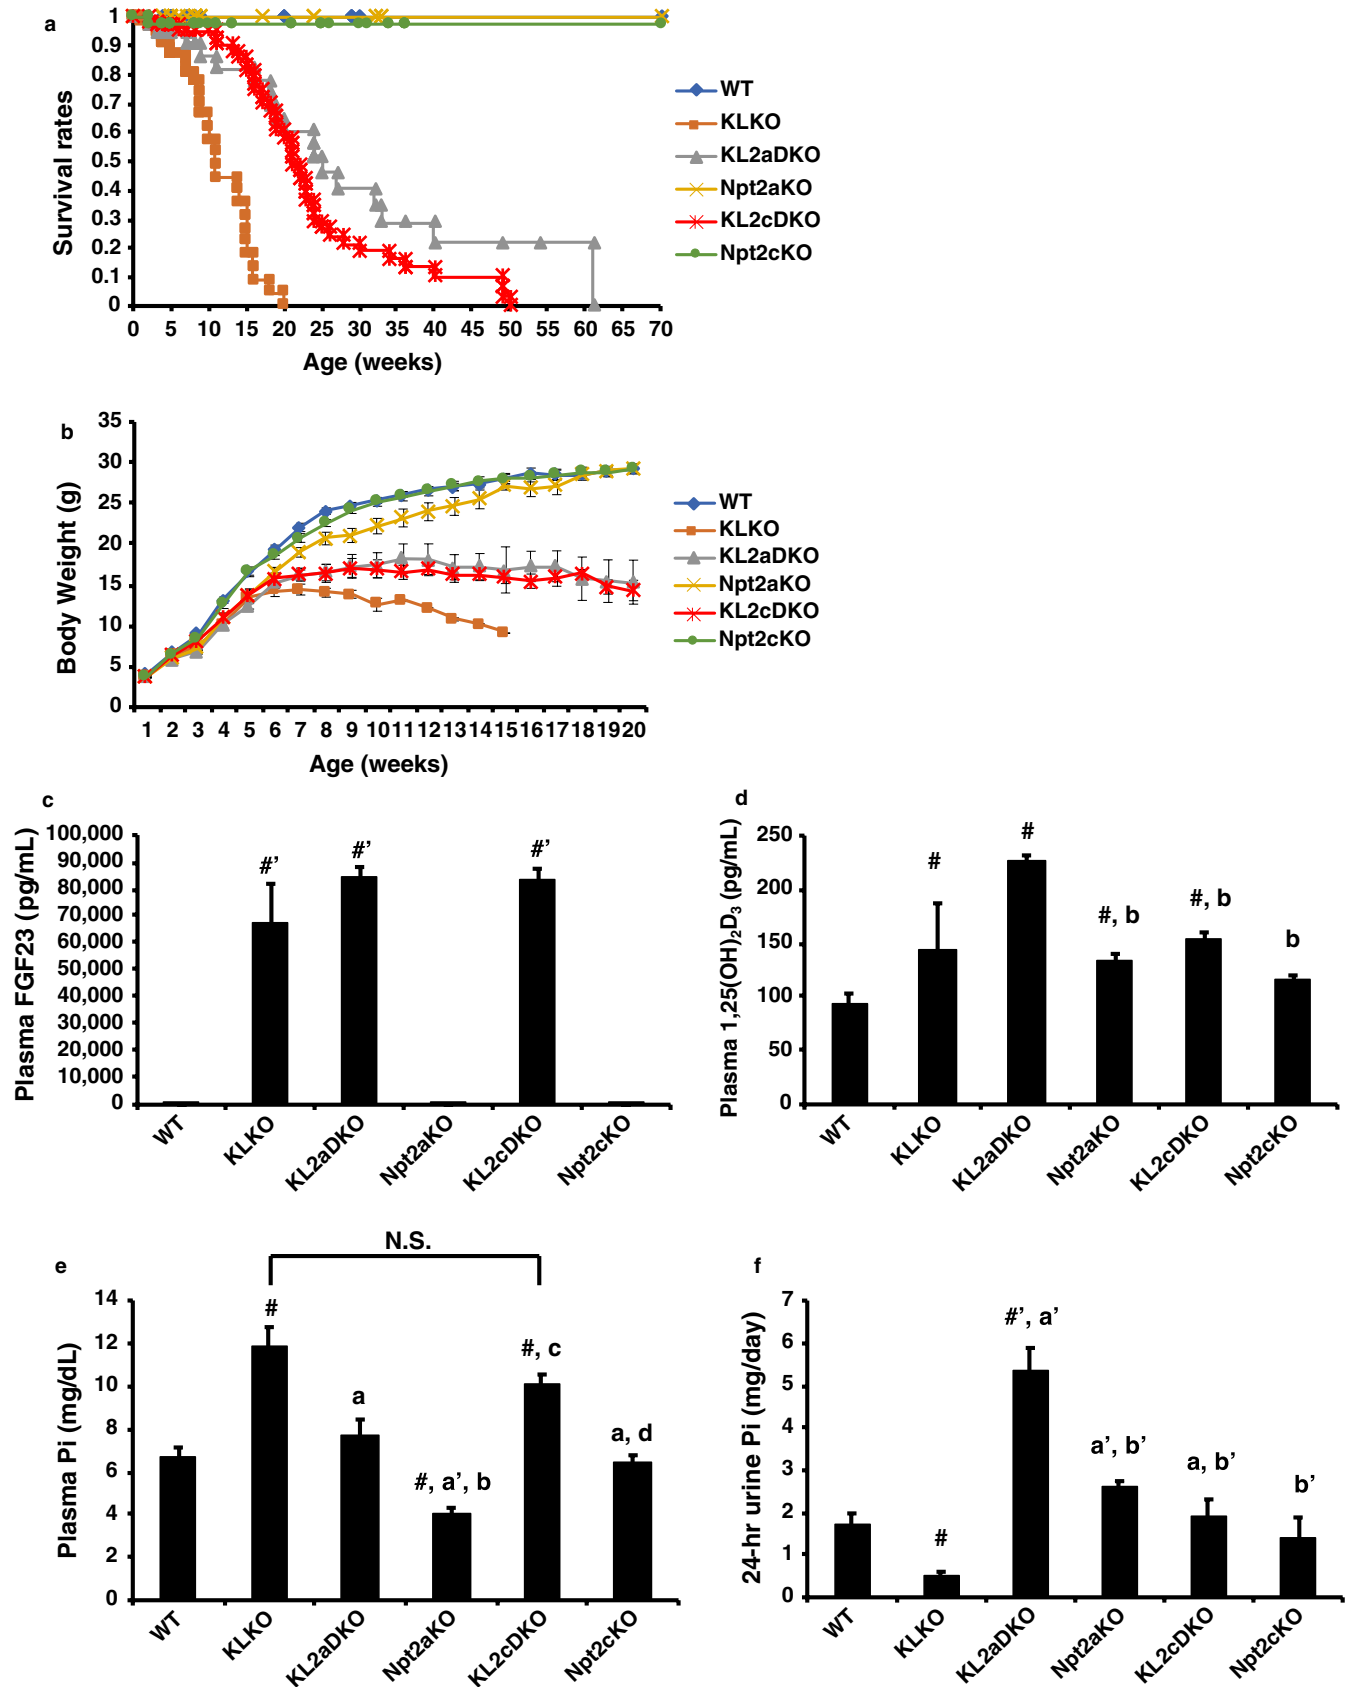 a
Survival rates
1
0.9
0.8
0.7
0.6
0.5
0.4
0.3
0.2
0.1
0
0 5 10 15 20 25 30 35 40 45 50 55 60 65 70
Age (weeks)
WT
KLKO
KL2aDKO
Npt2aKO
KL2cDKO
Npt2cKO
b
Body Weight (g)
35
30
25
20
15
10
5
0
1 2 3 4 5 6 7 8 9 10 11 12 13 14 15 16 17 18 19 20
Age (weeks)
WT
KLKO
KL2aDKO
Npt2aKO
KL2cDKO
Npt2cKO
c
Plasma FGF23 (pg/mL)
100,000
90,000
80,000
70,000
60,000
50,000
40,000
30,000
20,000
10,000
0
#’ #’ #’
WT KLKO KL2aDKO Npt2aKO KL2cDKO Npt2cKO
d
Plasma 1,25(OH)₂D₃ (pg/mL)
250
200
150
100
50
0
# # #, b #, b b
WT KLKO KL2aDKO Npt2aKO KL2cDKO Npt2cKO
e
N.S.
Plasma Pi (mg/dL)
14
12
10
8
6
4
2
0
# a #, a’, b #, c a, d
WT KLKO KL2aDKO Npt2aKO KL2cDKO Npt2cKO
f
24-hr urine Pi (mg/day)
7
6
5
4
3
2
1
0
# #’, a’ a’, b’ a, b’ b’
WT KLKO KL2aDKO Npt2aKO KL2cDKO Npt2cKO